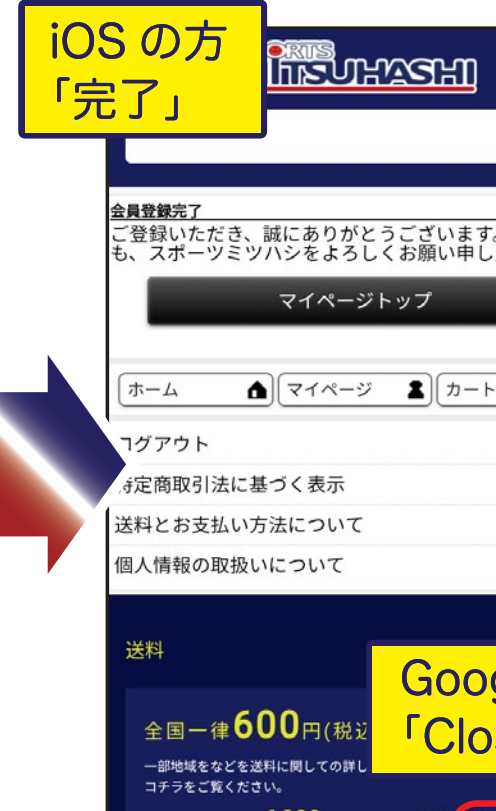 iOS の方
「完了」
ORTS
ITSUHASHI
会員登録完了
ご登録いただき、誠にありがとうございます。
も、スポーツミツハシをよろしくお願い申し
マイページトップ
ホーム
マイページ
カート
ログアウト
特定商取引法に基づく表示
送料とお支払い方法について
個人情報の取扱いについて
送料
全国一律600円(税込
一部地域をなどを送料に関しての詳し
コチラをご覧ください。
Goog
「Clos